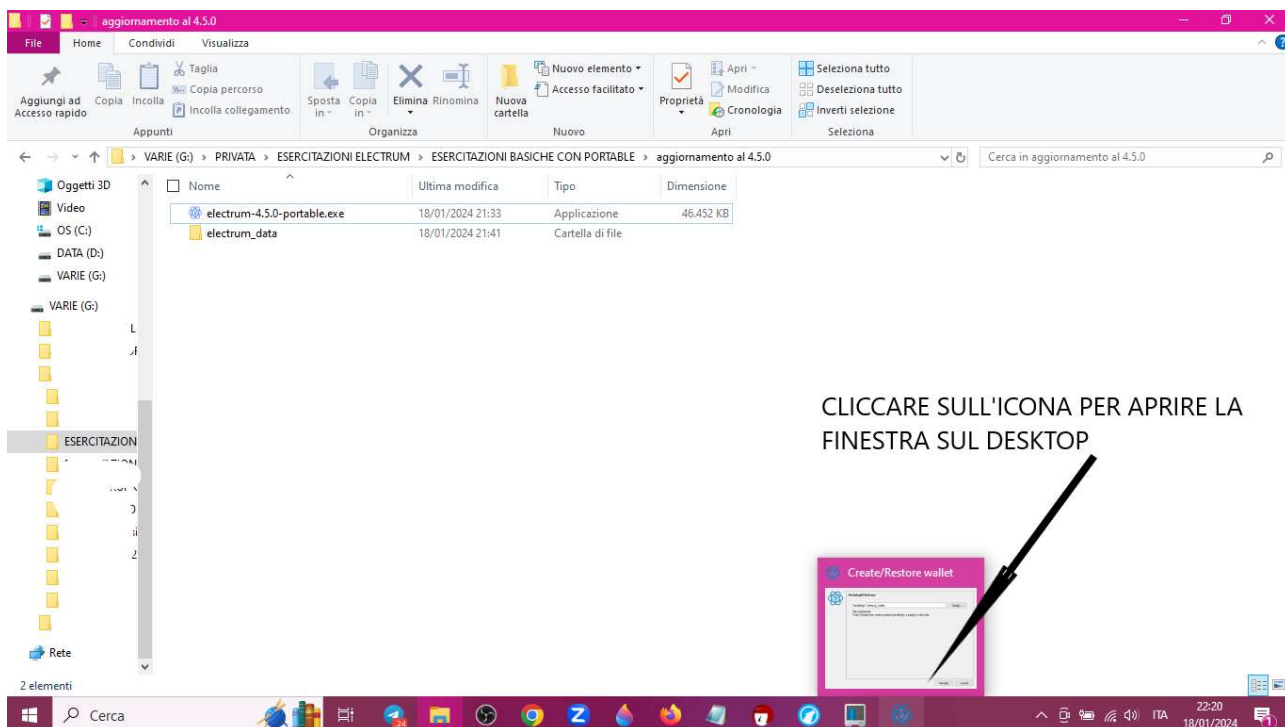 aggiornamento al 4.5.0
File Home Condividi Visualizza
Aggiungi ad Accesso rapido
Copia
Incolla
Taglia
Copia percorso
Incolla collegamento
Appunti
Sposta in
Copia in
Elimina
Rinomina
Organizza
Nuova cartella
Nuovo elemento
Accesso facilitato
Nuovo
Proprietà
Apri
Modifica
Cronologia
Apri
Seleziona tutto
Deseleziona tutto
Inverti selezione
Seleziona
VARIE (G:) > PRIVATA > ESERCITAZIONI ELECTRUM > ESERCITAZIONI BASICHE CON PORTABLE > aggiornamento al 4.5.0
Cerca in aggiornamento al 4.5.0
Oggetti 3D
Video
OS (C:)
DATA (D:)
VARIE (G:)
VARIE (G:)
L
ESERCITAZION
2
Rete
Nome Ultima modifica Tipo Dimensione
electrum-4.5.0-portable.exe 18/01/2024 21:33 Applicazione 46.452 KB
electrum_data 18/01/2024 21:41 Cartella di file
CLICCARE SULL'ICONA PER APRIRE LA
FINESTRA SUL DESKTOP
Create/Restore wallet
2 elementi
Cerca
ITA
22:20
18/01/2024